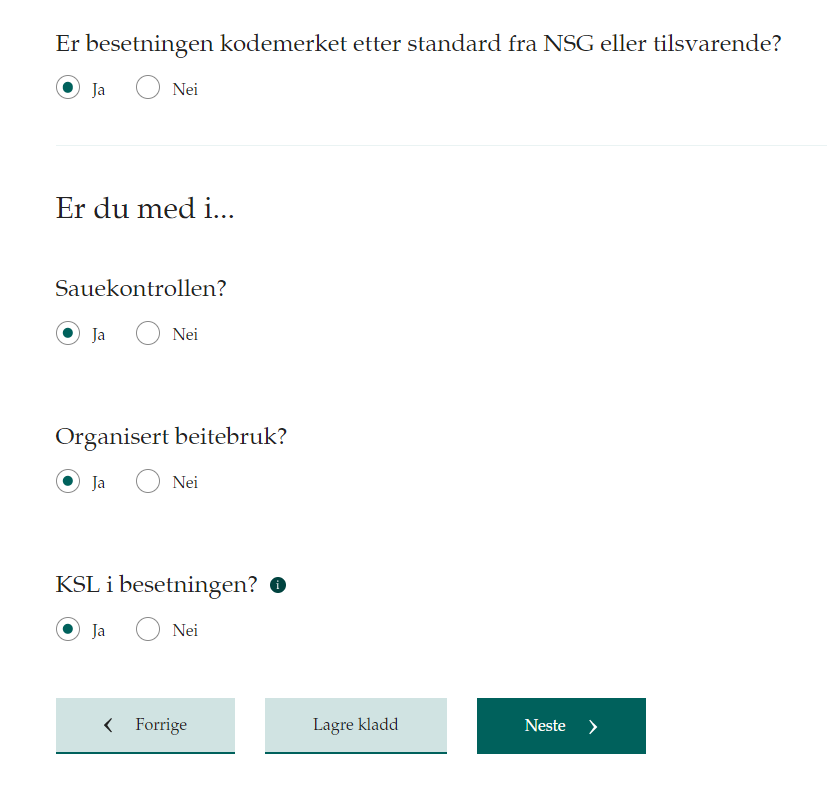 Er besetningen kodemerket etter standard fra NSG eller tilsvarende?
Ja Nei
Er du med i...
Sauekontrollen?
Ja Nei
Organisert beitebruk?
Ja Nei
KSL i besetningen? i
Ja Nei
Forrige Lagre kladd Neste